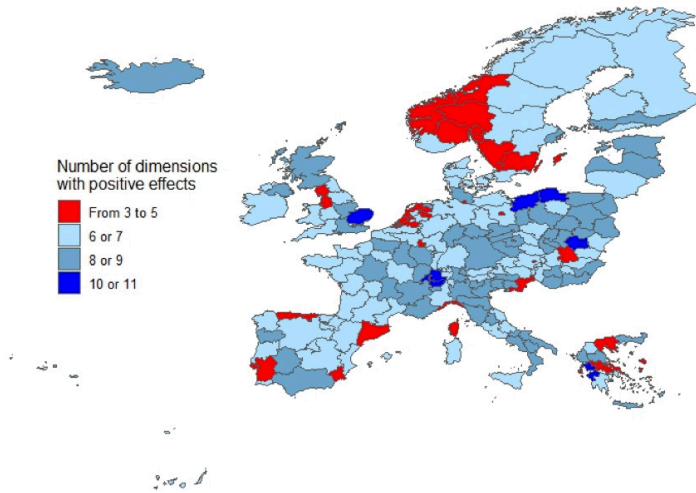 Number of dimensions
with positive effects
From 3 to 5
6 or 7
8 or 9
10 or 11